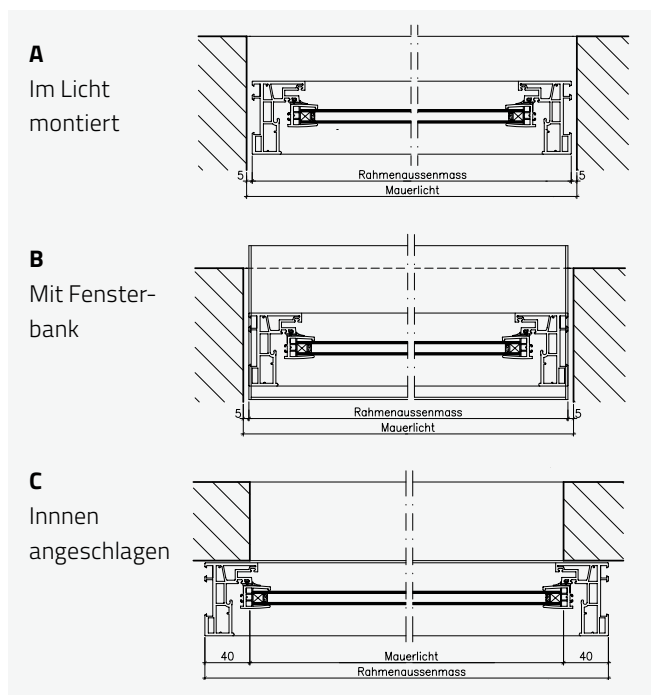 A
Im Licht
montiert
5 Rahmenaussenmass 5
Mauerlicht
B
Mit Fenster-
bank
5 Rahmenaussenmass 5
Mauerlicht
C
Innnen
angeschlagen
40 Mauerlicht 40
Rahmenaussenmass